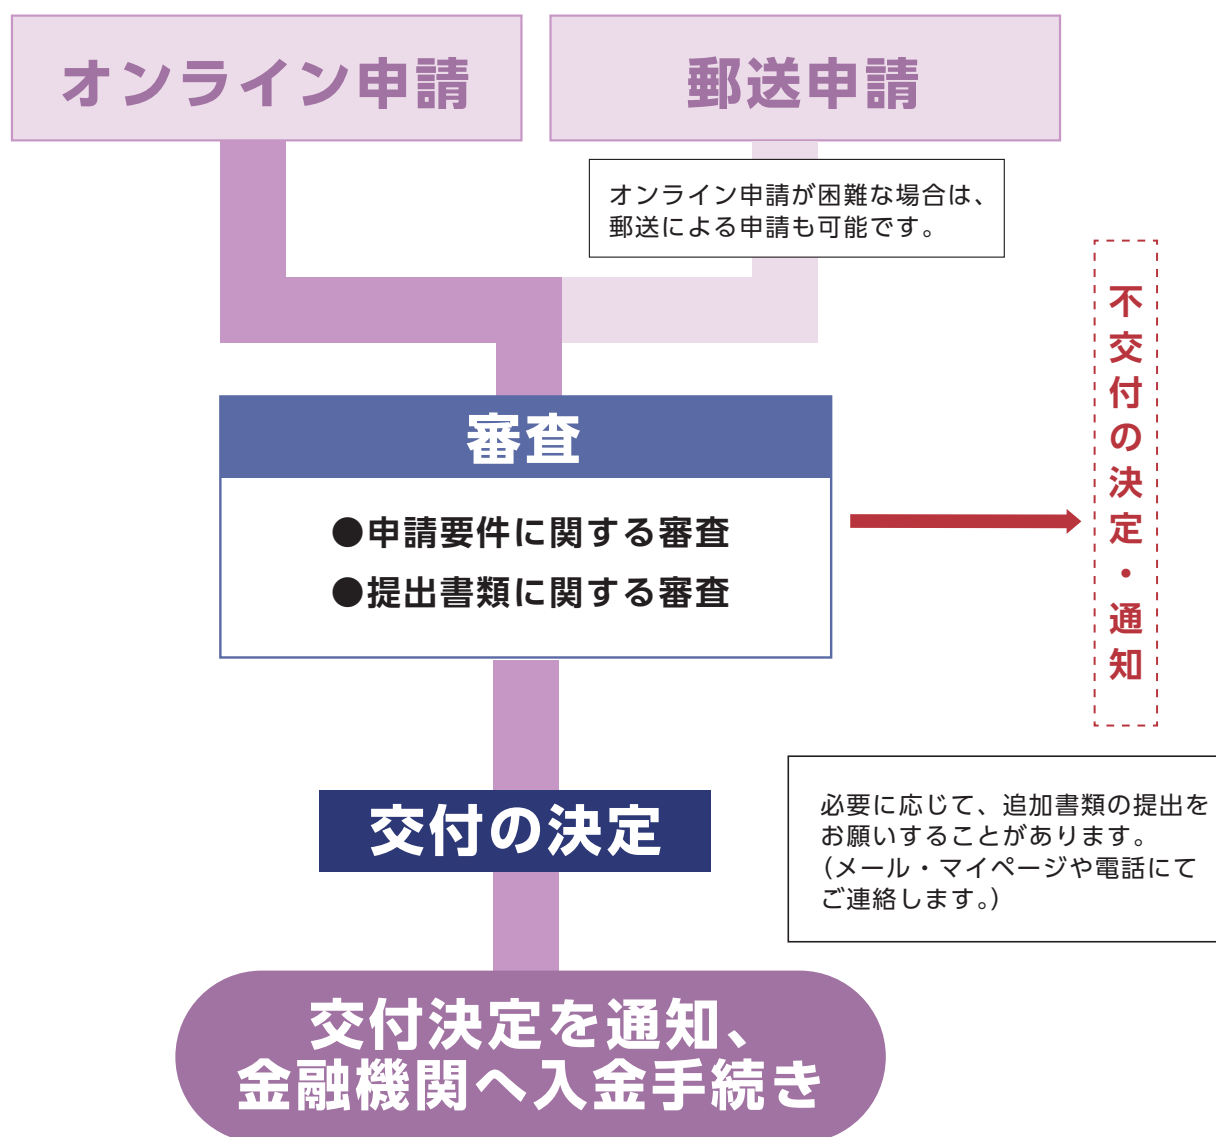 オンライン申請
郵送申請
オンライン申請が困難な場合は、
郵送による申請も可能です。
審査
●申請要件に関する審査
●提出書類に関する審査
不交付の決定・通知
交付の決定
必要に応じて、追加書類の提出を
お願いすることがあります。
（メール・マイページや電話にて
ご連絡します。）
交付決定を通知、
金融機関へ入金手続き